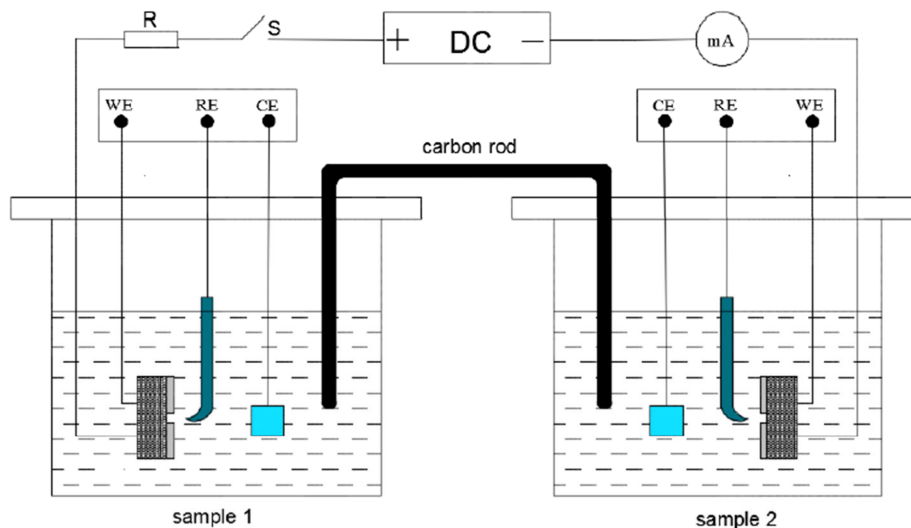 R S + DC − mA
WE RE CE CE RE WE
carbon rod
sample 1 sample 2